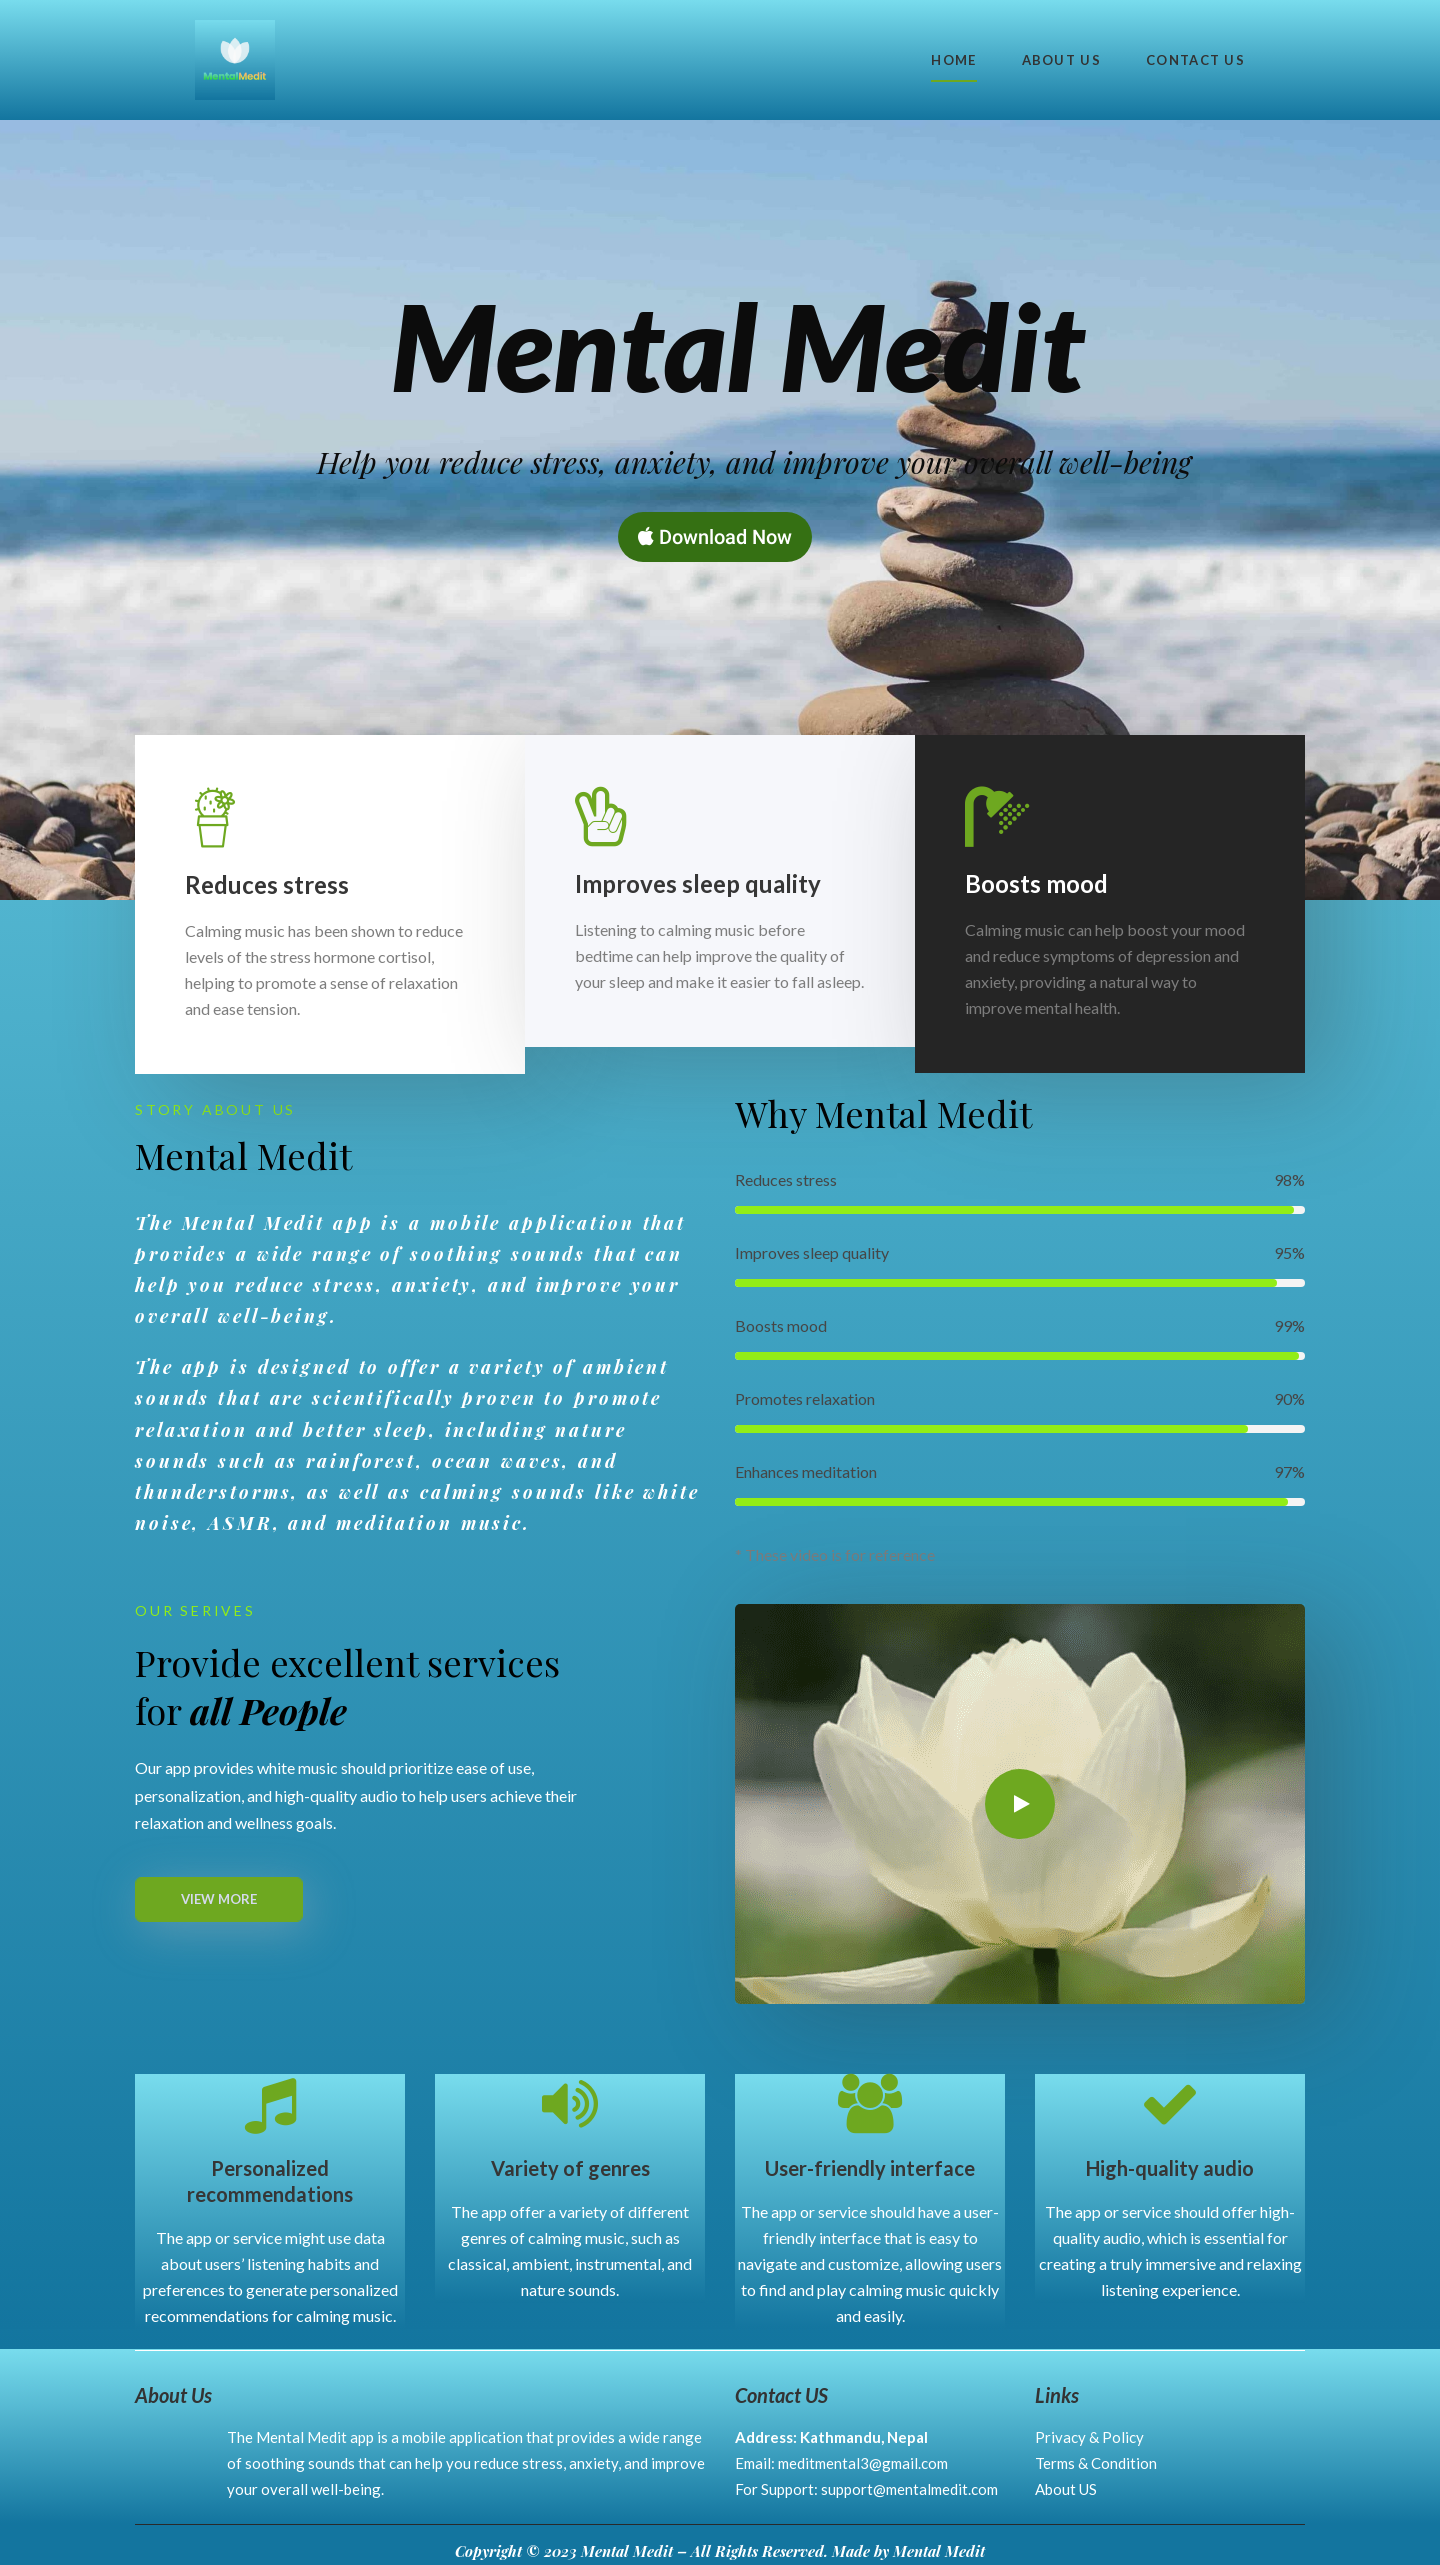 MentalMedit
HOME
ABOUT US
CONTACT US
Mental Medit
Help you reduce stress, anxiety, and improve your overall well-being
Download Now
Reduces stress
Calming music has been shown to reduce
levels of the stress hormone cortisol,
helping to promote a sense of relaxation
and ease tension.
Improves sleep quality
Listening to calming music before
bedtime can help improve the quality of
your sleep and make it easier to fall asleep.
Boosts mood
Calming music can help boost your mood
and reduce symptoms of depression and
anxiety, providing a natural way to
improve mental health.
STORY ABOUT US
Mental Medit
The Mental Medit app is a mobile application that
provides a wide range of soothing sounds that can
help you reduce stress, anxiety, and improve your
overall well-being.
The app is designed to offer a variety of ambient
sounds that are scientifically proven to promote
relaxation and better sleep, including nature
sounds such as rainforest, ocean waves, and
thunderstorms, as well as calming sounds like white
noise, ASMR, and meditation music.
Why Mental Medit
Reduces stress 98%
Improves sleep quality 95%
Boosts mood 99%
Promotes relaxation 90%
Enhances meditation 97%
* These video is for reference
OUR SERIVES
Provide excellent services
for all People
Our app provides white music should prioritize ease of use,
personalization, and high-quality audio to help users achieve their
relaxation and wellness goals.
VIEW MORE
Personalized
recommendations
The app or service might use data
about users’ listening habits and
preferences to generate personalized
recommendations for calming music.
Variety of genres
The app offer a variety of different
genres of calming music, such as
classical, ambient, instrumental, and
nature sounds.
User-friendly interface
The app or service should have a user-
friendly interface that is easy to
navigate and customize, allowing users
to find and play calming music quickly
and easily.
High-quality audio
The app or service should offer high-
quality audio, which is essential for
creating a truly immersive and relaxing
listening experience.
About Us
The Mental Medit app is a mobile application that provides a wide range
of soothing sounds that can help you reduce stress, anxiety, and improve
your overall well-being.
Contact US
Address: Kathmandu, Nepal
Email: meditmental3@gmail.com
For Support: support@mentalmedit.com
Links
Privacy & Policy
Terms & Condition
About US
Copyright © 2023 Mental Medit – All Rights Reserved. Made by Mental Medit